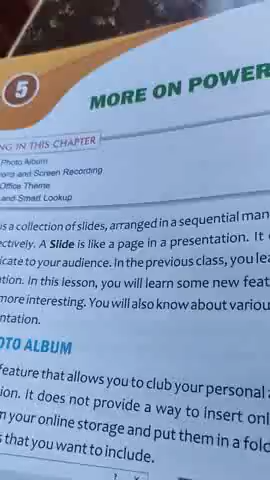 5
MORE ON POWER
NG IN THIS CHAPTER
Photo Album
and Screen Recording
Office Theme
and Smart Lookup
is a collection of slides, arranged in a sequential man
ectively. A Slide is like a page in a presentation. It
icate to your audience. In the previous class, you lea
tion. In this lesson, you will learn some new feat
more interesting. You will also know about variou
ntation.
OTO ALBUM
feature that allows you to club your personal
ion. It does not provide a way to insert onl
m your online storage and put them in a fold
s that you want to include.
? ×